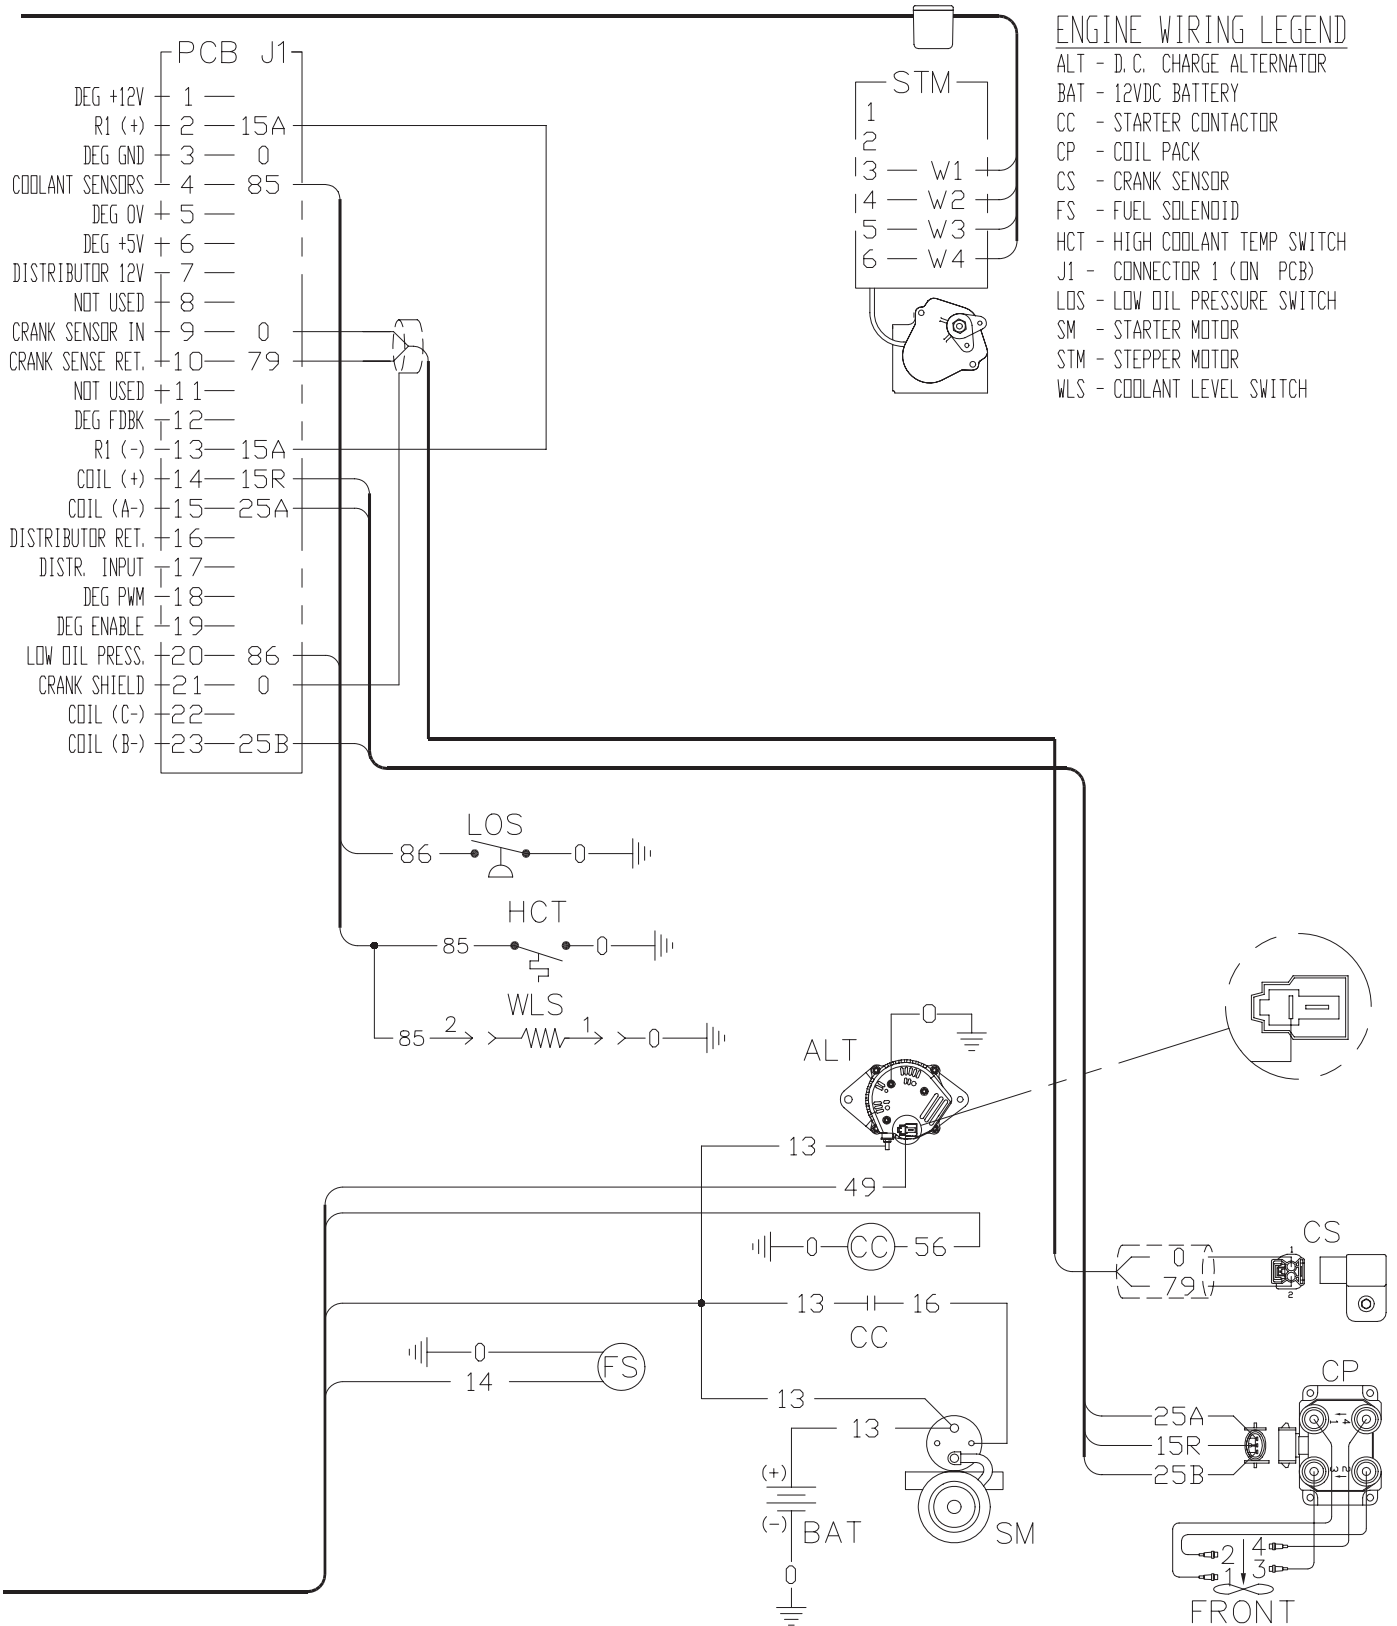 PCB J1
DEG +12V 1
R1 (+) 2 15A
DEG GND 3 0
COOLANT SENSORS 4 85
DEG 0V 5
DEG +5V 6
DISTRIBUTOR 12V 7
NOT USED 8
CRANK SENSOR IN 9 0
CRANK SENSE RET. 10 79
NOT USED 11
DEG FDBK 12
R1 (-) 13 15A
COIL (+) 14 15R
COIL (A-) 15 25A
DISTRIBUTOR RET. 16
DISTR. INPUT 17
DEG PWM 18
DEG ENABLE 19
LOW OIL PRESS. 20 86
CRANK SHIELD 21 0
COIL (C-) 22
COIL (B-) 23 25B
STM
1
2
3 W1
4 W2
5 W3
6 W4
ENGINE WIRING LEGEND
ALT - D.C. CHARGE ALTERNATOR
BAT - 12VDC BATTERY
CC - STARTER CONTACTOR
CP - COIL PACK
CS - CRANK SENSOR
FS - FUEL SOLENOID
HCT - HIGH COOLANT TEMP SWITCH
J1 - CONNECTOR 1 (ON PCB)
LOS - LOW OIL PRESSURE SWITCH
SM - STARTER MOTOR
STM - STEPPER MOTOR
WLS - COOLANT LEVEL SWITCH
LOS
86 0
HCT
85 0
WLS
85 2 1 0
0
ALT
13
49
0 CC 56
13 16
CC
0
FS
14
13
13
(+)
(-) BAT
SM
0
CS
1
0
79
2
CP
25A
15R
25B
1 4
3 2
2 4
1 3
FRONT